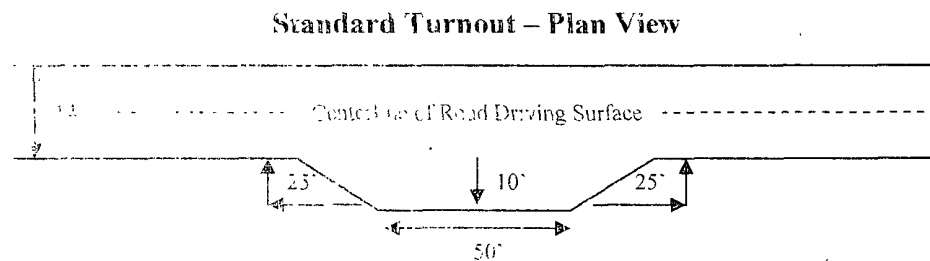 Standard Turnout – Plan View
Centerline of Road Driving Surface
25`
10`
25`
50`